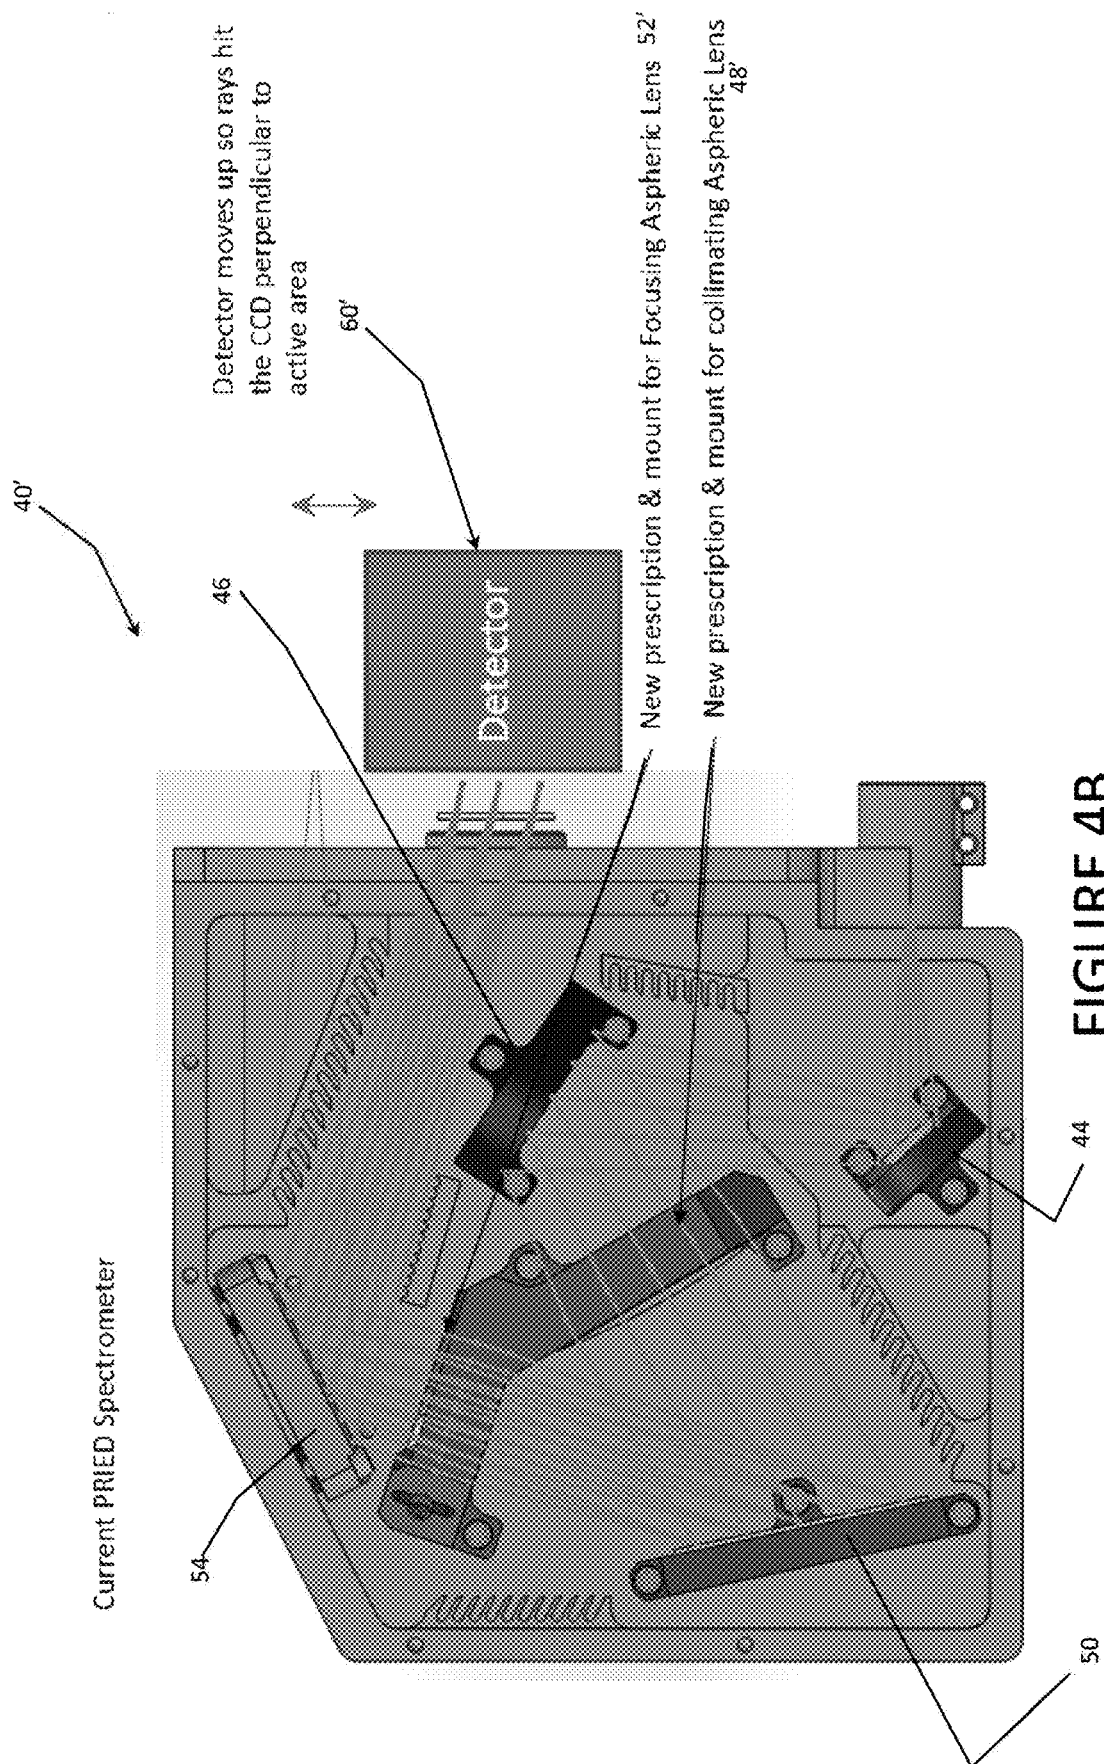 Current PRIED Spectrometer
40'
Detector moves up so rays hit
the CCD perpendicular to
active area
54
46
60'
Detector
New prescription & mount for Focusing Aspheric Lens 52'
New prescription & mount for collimating Aspheric Lens
48'
50
44
FIGURE 4B